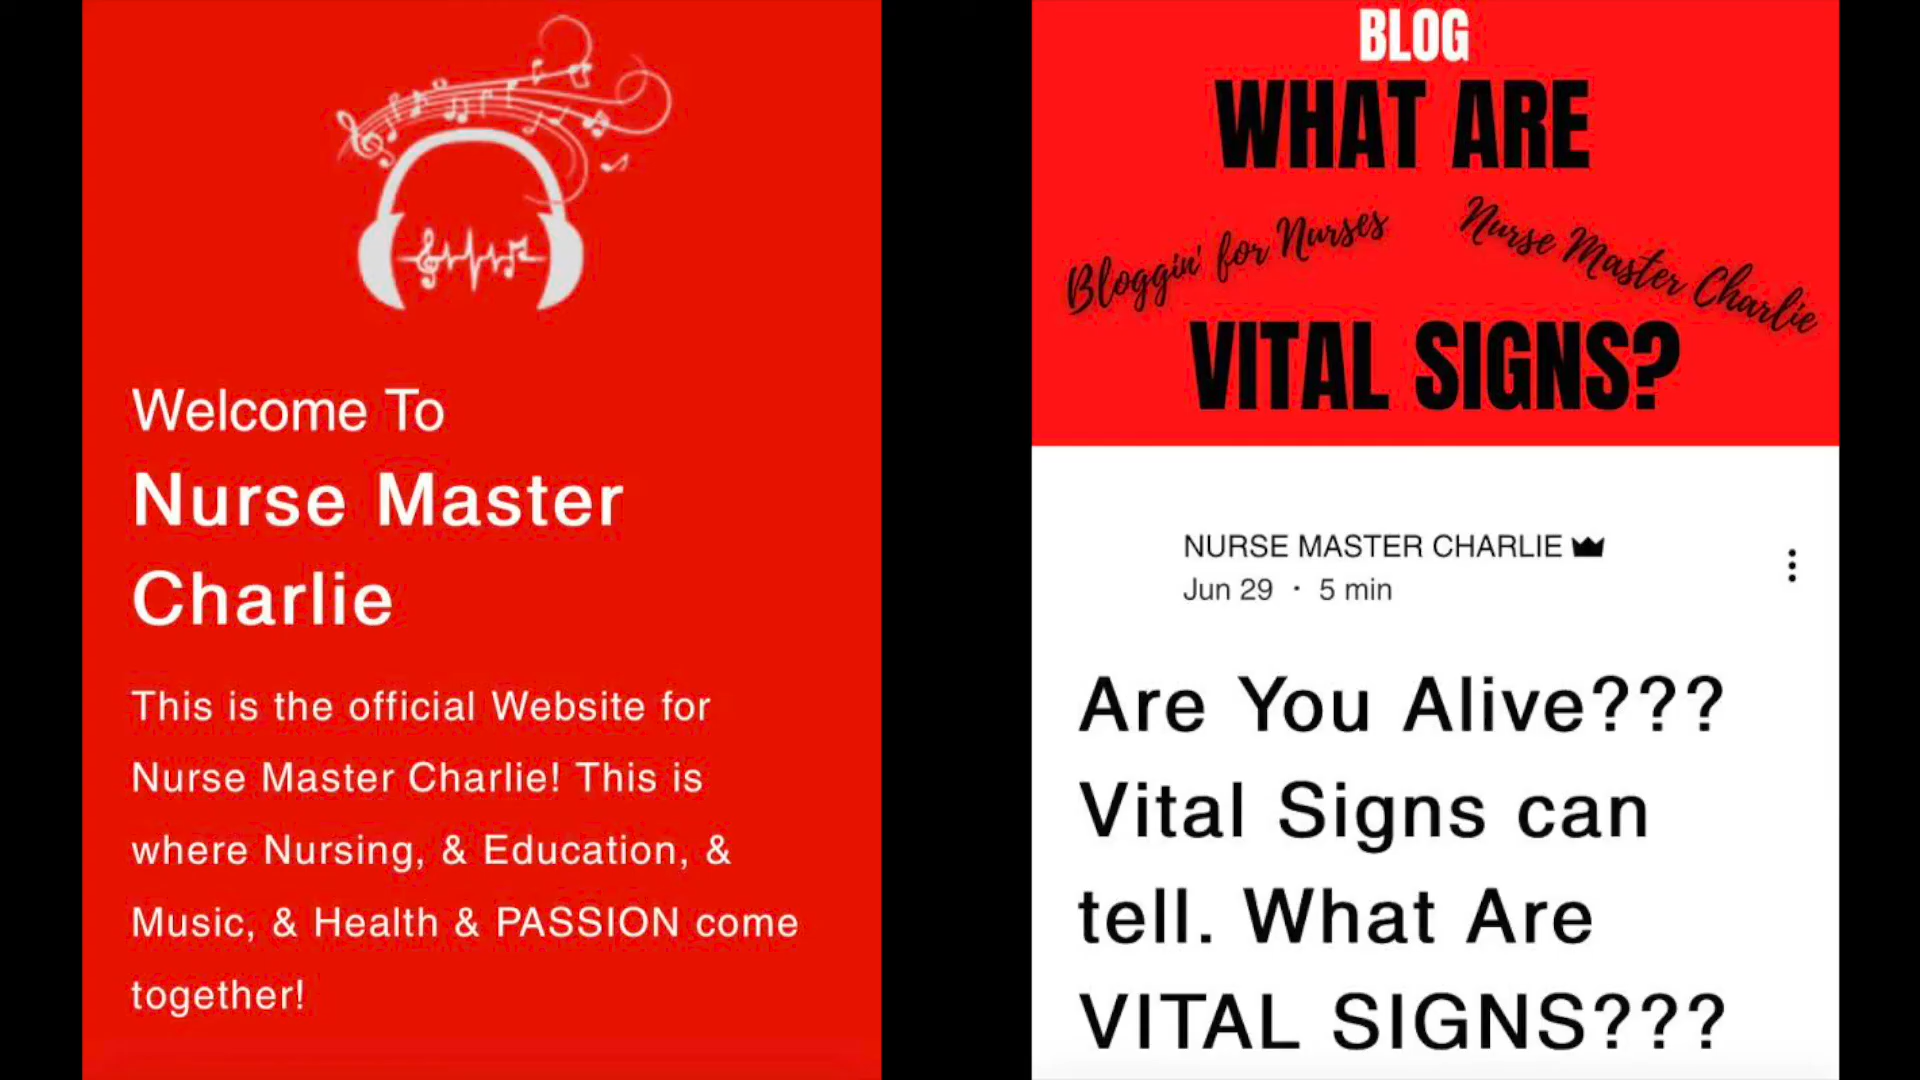 Welcome To
Nurse Master
Charlie
This is the official Website for
Nurse Master Charlie! This is
where Nursing, & Education, &
Music, & Health & PASSION come
together!
BLOG
WHAT ARE
Bloggin' for Nurses
Nurse Master Charlie
VITAL SIGNS?
NURSE MASTER CHARLIE
Jun 29 · 5 min
Are You Alive???
Vital Signs can
tell. What Are
VITAL SIGNS???